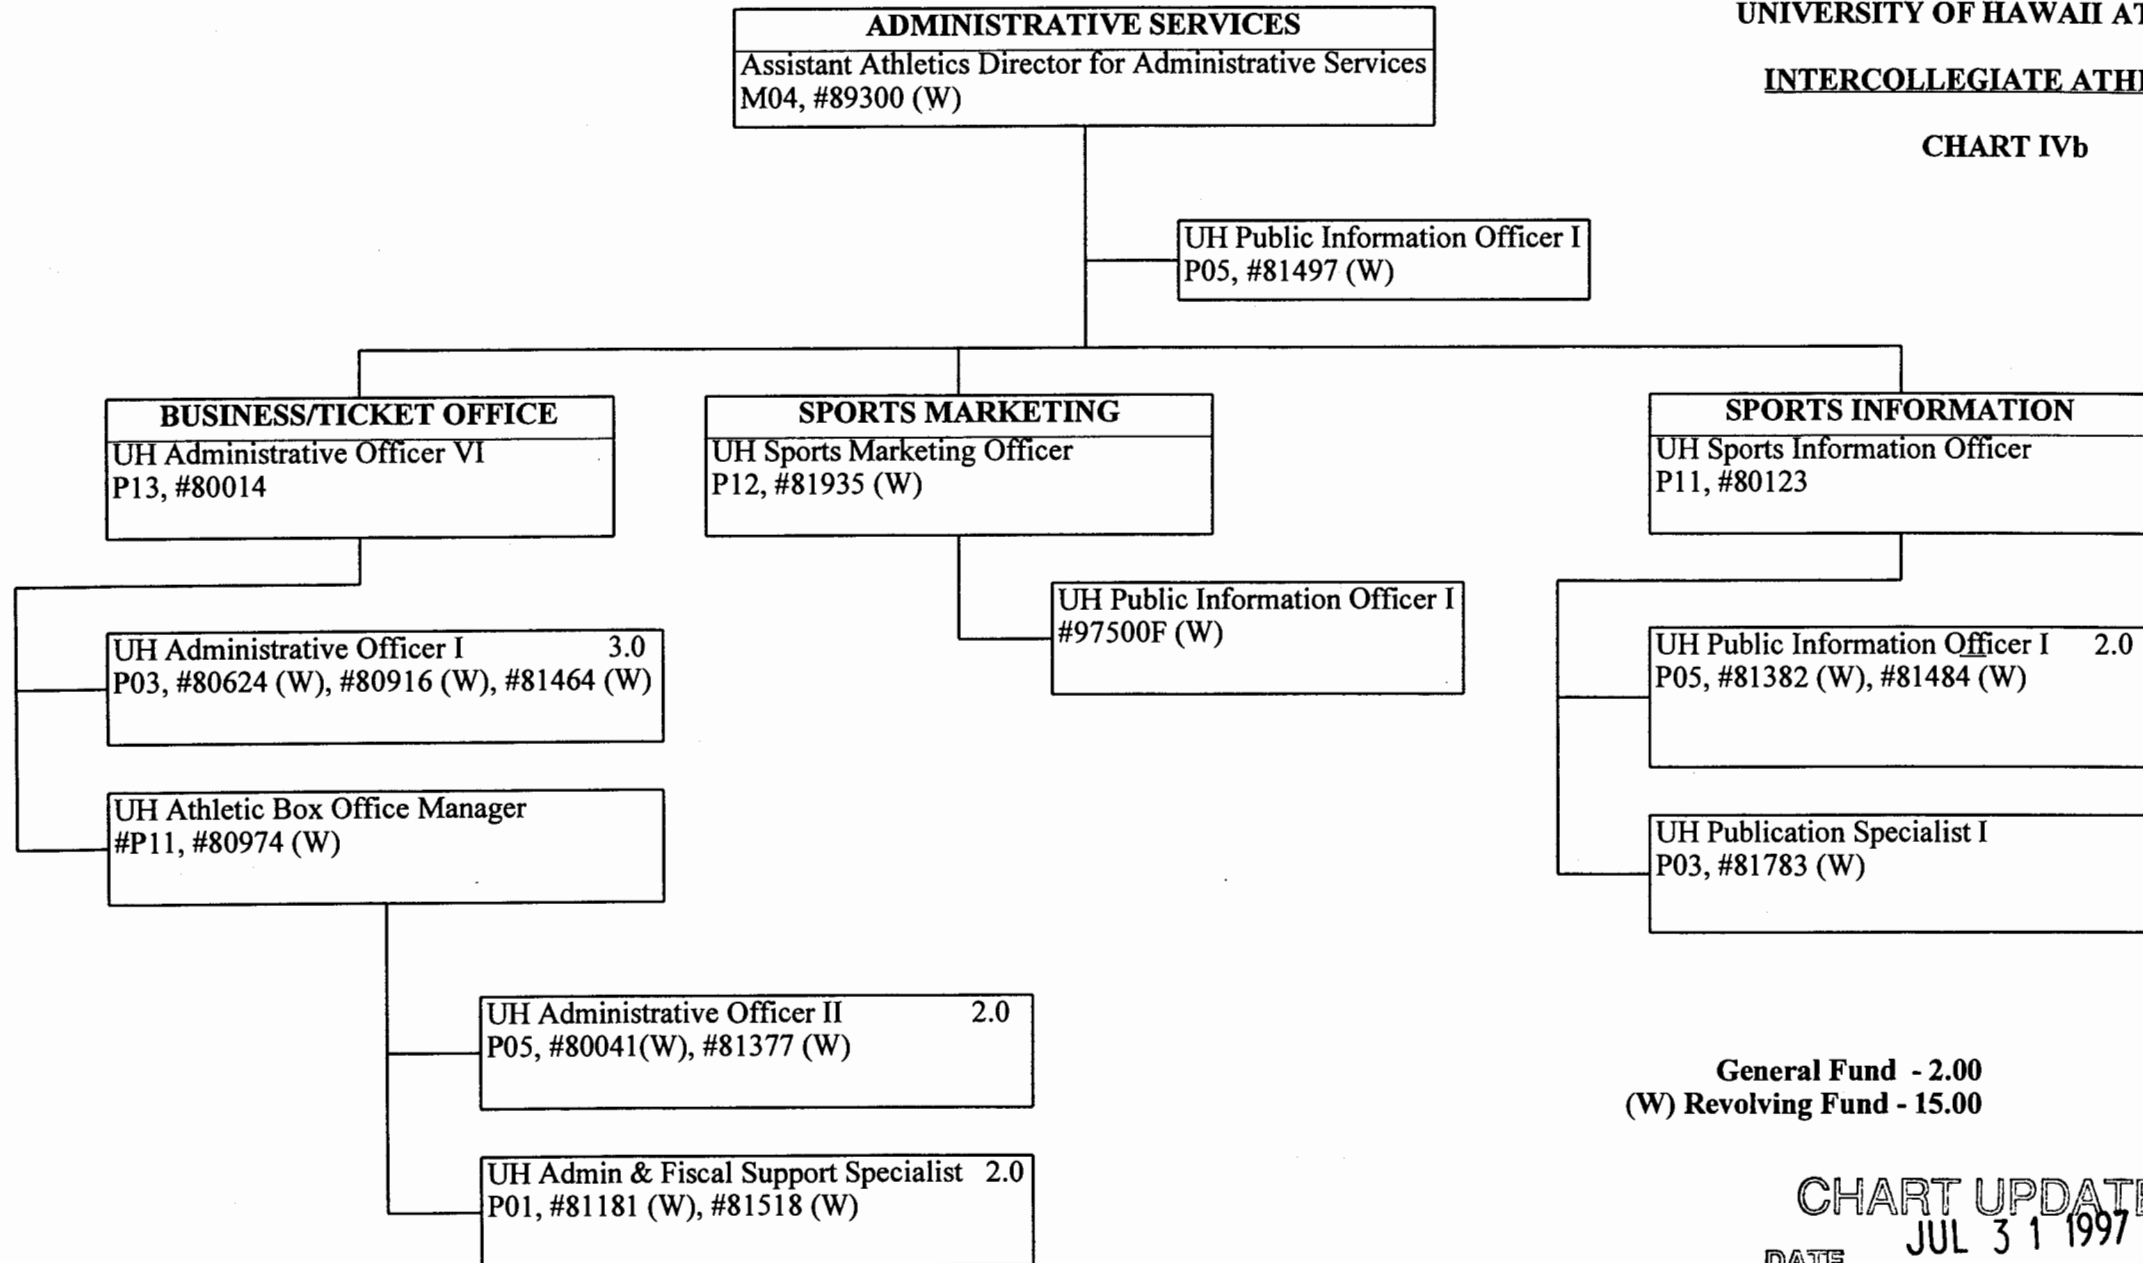 UNIVERSITY OF HAWAII AT
INTERCOLLEGIATE ATH
CHART IVb
ADMINISTRATIVE SERVICES
Assistant Athletics Director for Administrative Services
M04, #89300 (W)
UH Public Information Officer I
P05, #81497 (W)
BUSINESS/TICKET OFFICE
UH Administrative Officer VI
P13, #80014
SPORTS MARKETING
UH Sports Marketing Officer
P12, #81935 (W)
SPORTS INFORMATION
UH Sports Information Officer
P11, #80123
UH Administrative Officer I 3.0
P03, #80624 (W), #80916 (W), #81464 (W)
UH Public Information Officer I
#97500F (W)
UH Public Information Officer I 2.0
P05, #81382 (W), #81484 (W)
UH Athletic Box Office Manager
#P11, #80974 (W)
UH Publication Specialist I
P03, #81783 (W)
UH Administrative Officer II 2.0
P05, #80041(W), #81377 (W)
UH Admin & Fiscal Support Specialist 2.0
P01, #81181 (W), #81518 (W)
General Fund - 2.00
(W) Revolving Fund - 15.00
CHART UPDATE
JUL 31 1997
DATE